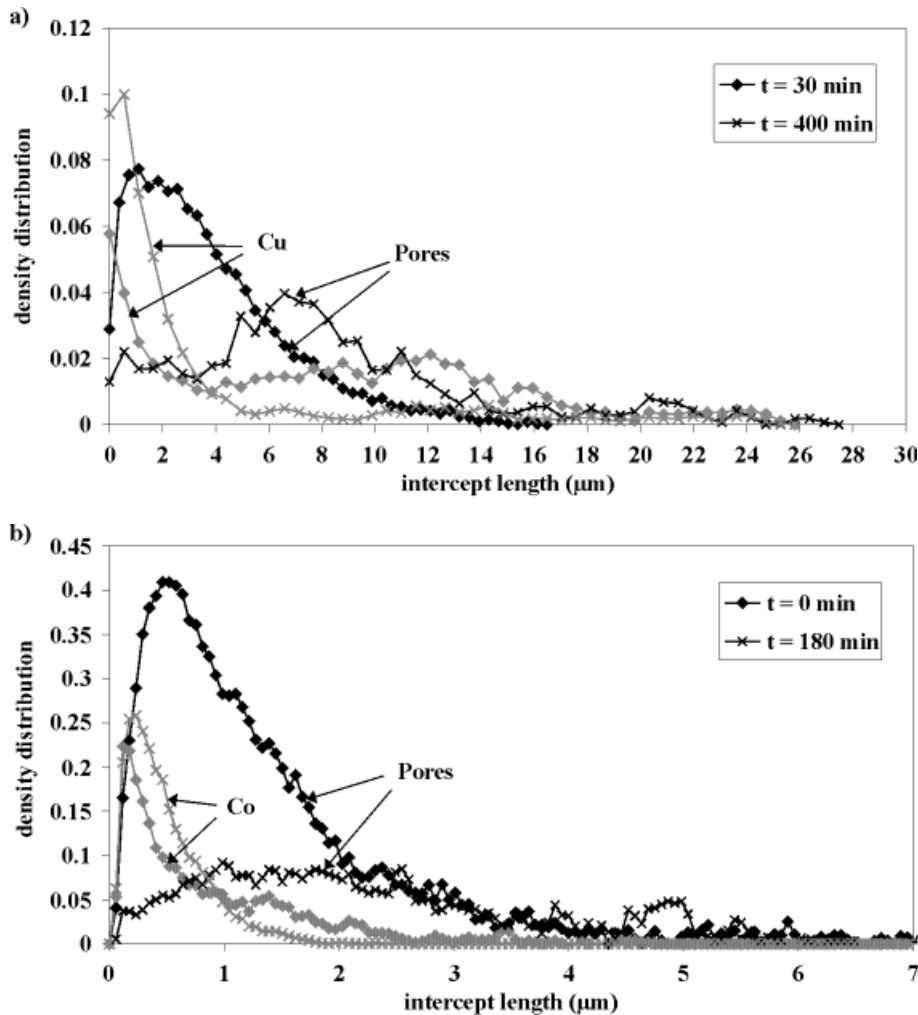 a)
0.12
0.1
0.08
0.06
0.04
0.02
0
density distribution
t = 30 min
t = 400 min
Cu
Pores
0 2 4 6 8 10 12 14 16 18 20 22 24 26 28 30
intercept length (μm)
b)
0.45
0.4
0.35
0.3
0.25
0.2
0.15
0.1
0.05
0
density distribution
t = 0 min
t = 180 min
Pores
Co
0 1 2 3 4 5 6 7
intercept length (μm)